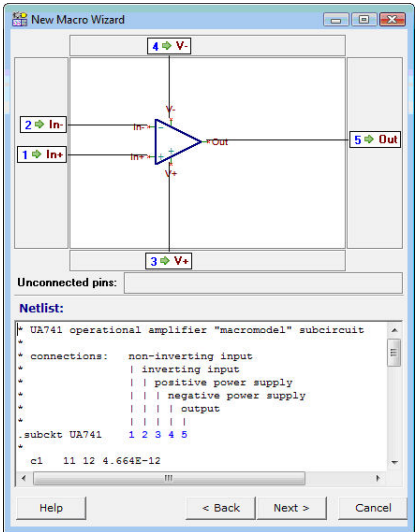 New Macro Wizard
4 ⇨ V-
V-
2 ⇨ In-
In-
Out
5 ⇨ Out
1 ⇨ In+
In+
V+
3 ⇨ V+
Unconnected pins:
Netlist:
* UA741 operational amplifier "macromodel" subcircuit
*
* connections:   non-inverting input
*                | inverting input
*                | | positive power supply
*                | | | negative power supply
*                | | | | output
*                | | | | |
.subckt UA741    1 2 3 4 5
*
c1   11 12 4.664E-12
Help
< Back
Next >
Cancel